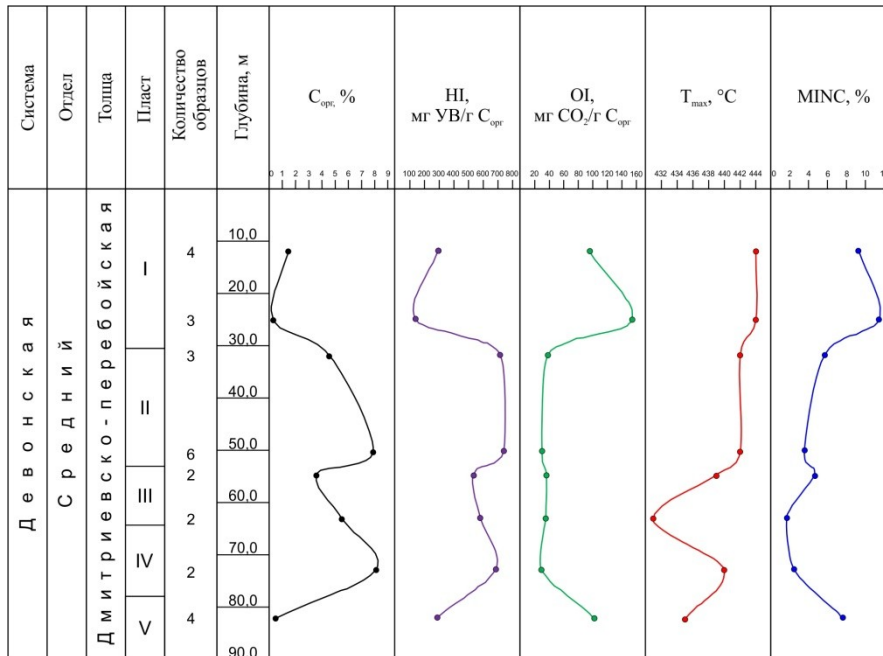 Система
Отдел
Толща
Пласт
Количество образцов
Глубина, м
Cорг, %
HI,
мг УВ/г Cорг
OI,
мг CO2/г Cорг
Tmax, °C
MINC, %
0 1 2 3 4 5 6 7 8 9
100 200 300 400 500 600 700 800
20 40 60 80 100 120 140 160
432 434 436 438 440 442 444
0 2 4 6 8 10 12
Девонская
Средний
Дмитриевско-перебойская
I
II
III
IV
V
4
3
3
6
2
2
2
4
10,0
20,0
30,0
40,0
50,0
60,0
70,0
80,0
90,0